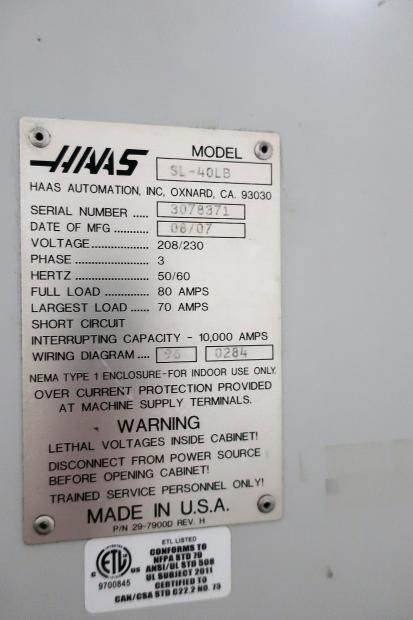 HAAS MODEL SL-40LB
HAAS AUTOMATION, INC, OXNARD, CA. 93030
SERIAL NUMBER ..... 3078371
DATE OF MFG ............ 08/07
VOLTAGE ................... 208/230
PHASE ....................... 3
HERTZ ....................... 50/60
FULL LOAD ............... 80 AMPS
LARGEST LOAD ...... 70 AMPS
SHORT CIRCUIT
INTERRUPTING CAPACITY - 10,000 AMPS
WIRING DIAGRAM .... 96 0284
NEMA TYPE 1 ENCLOSURE-FOR INDOOR USE ONLY.
OVER CURRENT PROTECTION PROVIDED
AT MACHINE SUPPLY TERMINALS.
WARNING
LETHAL VOLTAGES INSIDE CABINET!
DISCONNECT FROM POWER SOURCE
BEFORE OPENING CABINET!
TRAINED SERVICE PERSONNEL ONLY!
MADE IN U.S.A.
P/N 29-7900D REV. H
ETL LISTED
CONFORMS TO
NFPA STD 79
ANSI/UL STD 508
UL SUBJECT 2011
CERTIFIED TO
CAN/CSA STD C22.2 NO. 73
C ETL US
9700845